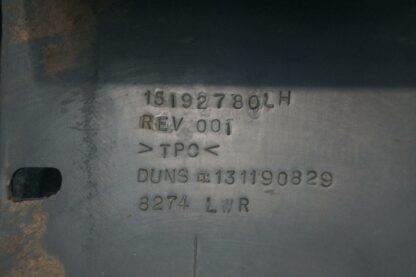 15192780LH
REV 001
>TPO<
DUNS #131190829
8274 LWR